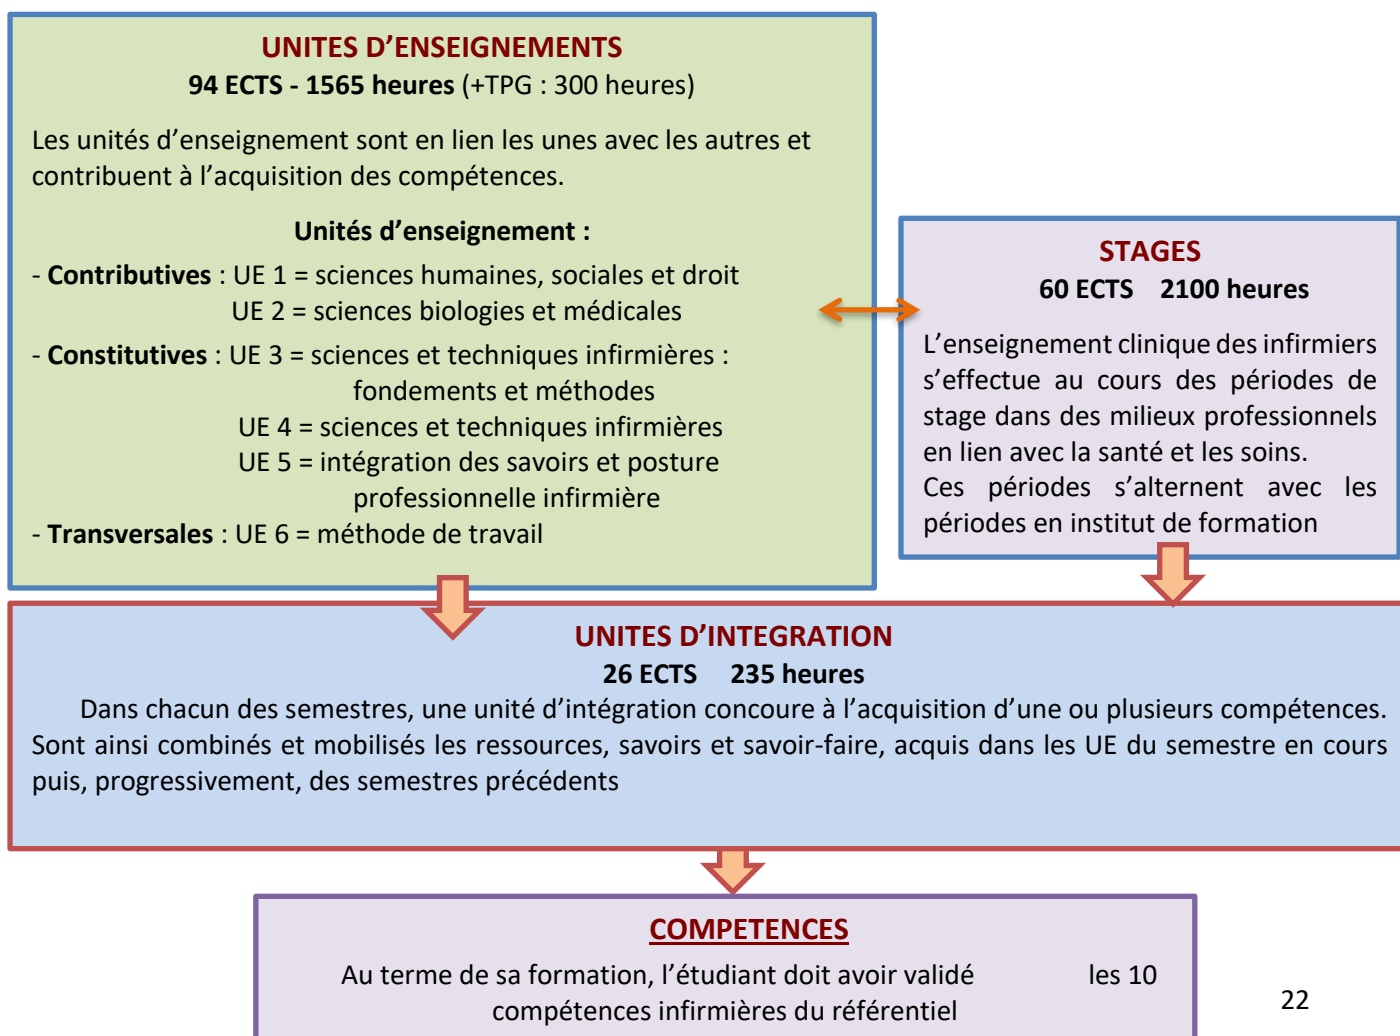 UNITES D’ENSEIGNEMENTS
94 ECTS - 1565 heures (+TPG : 300 heures)
Les unités d’enseignement sont en lien les unes avec les autres et
contribuent à l’acquisition des compétences.
Unités d’enseignement :
- Contributives : UE 1 = sciences humaines, sociales et droit
UE 2 = sciences biologies et médicales
- Constitutives : UE 3 = sciences et techniques infirmières :
fondements et méthodes
UE 4 = sciences et techniques infirmières
UE 5 = intégration des savoirs et posture
professionnelle infirmière
- Transversales : UE 6 = méthode de travail
STAGES
60 ECTS 2100 heures
L’enseignement clinique des infirmiers
s’effectue au cours des périodes de
stage dans des milieux professionnels
en lien avec la santé et les soins.
Ces périodes s’alternent avec les
périodes en institut de formation
UNITES D’INTEGRATION
26 ECTS 235 heures
Dans chacun des semestres, une unité d’intégration concoure à l’acquisition d’une ou plusieurs compétences.
Sont ainsi combinés et mobilisés les ressources, savoirs et savoir-faire, acquis dans les UE du semestre en cours
puis, progressivement, des semestres précédents
COMPETENCES
Au terme de sa formation, l’étudiant doit avoir validé les 10
compétences infirmières du référentiel
22